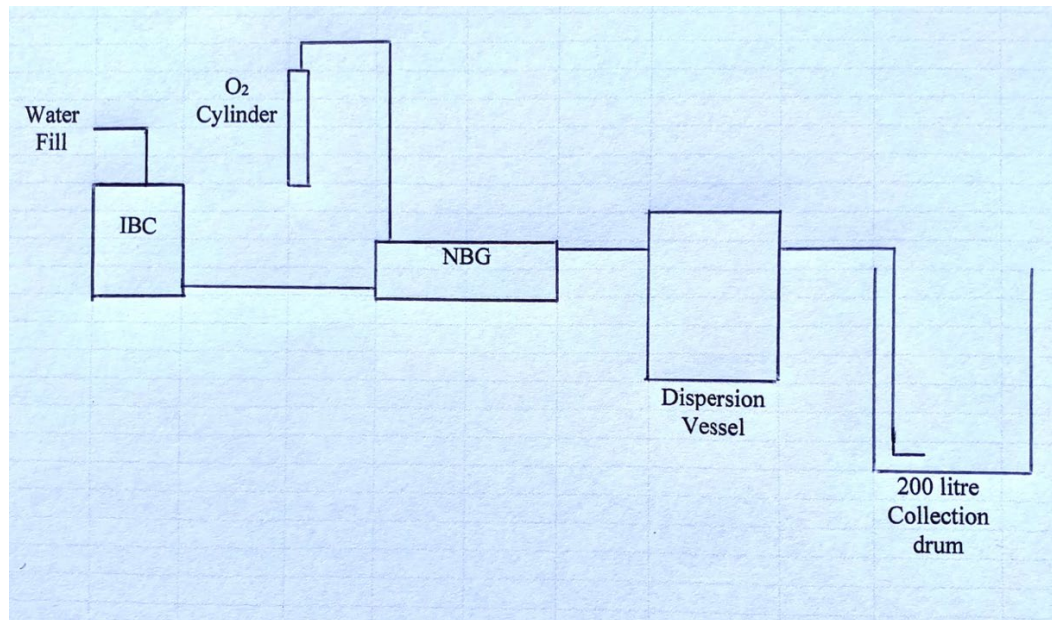 Water
Fill
O₂
Cylinder
IBC
NBG
Dispersion
Vessel
200 litre
Collection
drum